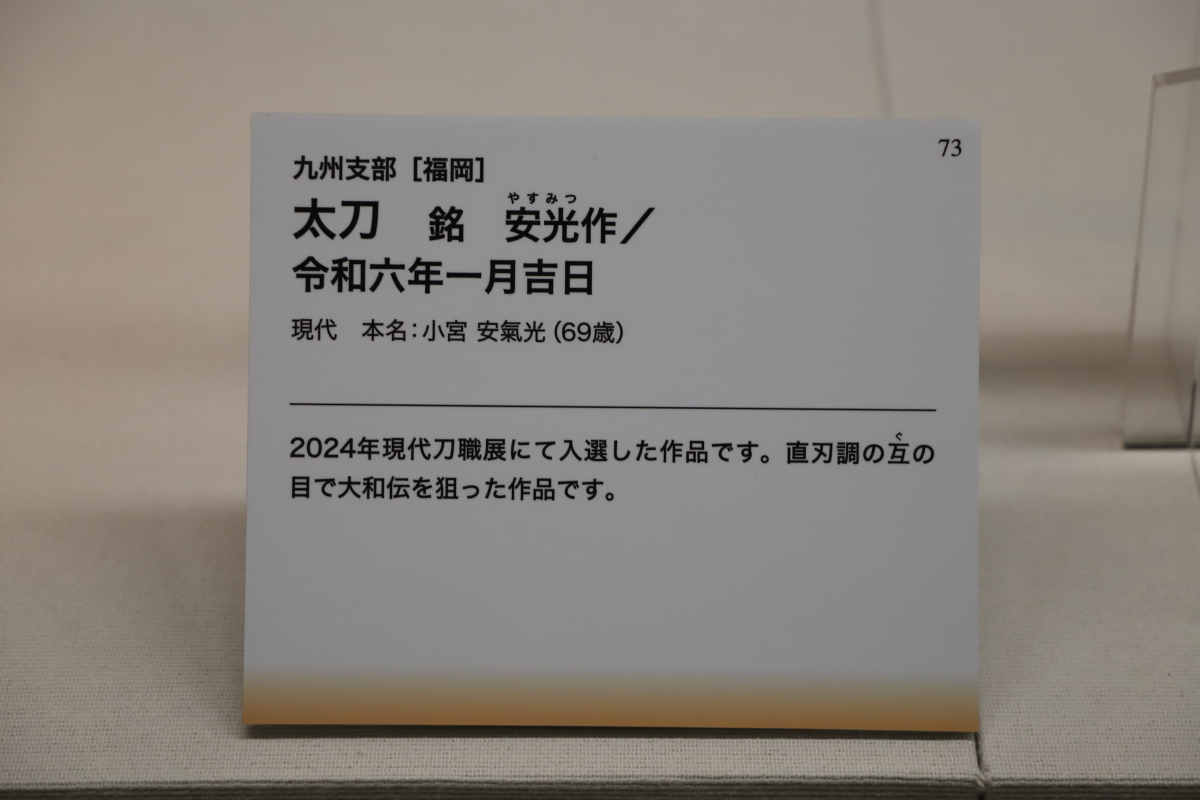 73
九州支部［福岡］
やすみつ
太刀　銘　安光作／
令和六年一月吉日
現代　本名：小宮 安氣光（69歳）
2024年現代刀職展にて入選した作品です。直刃調の互の
ぐ
目で大和伝を狙った作品です。